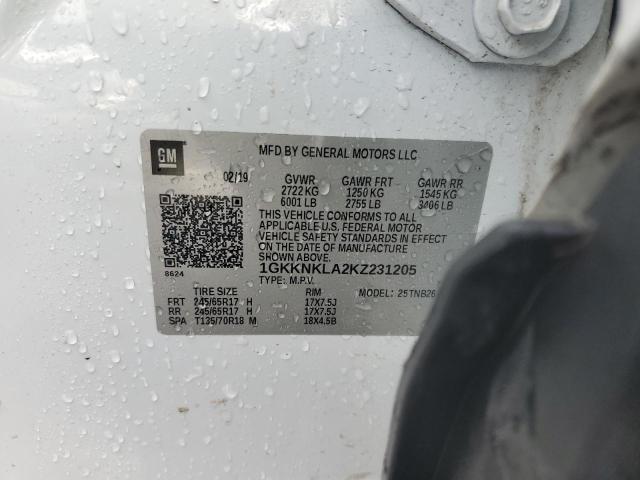 GM
MFD BY GENERAL MOTORS LLC
02/19
GVWR GAWR FRT GAWR RR
2722 KG 1250 KG 1545 KG
6001 LB 2755 LB 3406 LB
THIS VEHICLE CONFORMS TO ALL
APPLICABLE U.S. FEDERAL MOTOR
VEHICLE SAFETY STANDARDS IN
EFFECT ON THE DATE OF MANUFACTURE
SHOWN ABOVE.
8624
1GKKNKLA2KZ231205
TYPE: M.P.V. MODEL: 25TNB26
TIRE SIZE RIM
FRT 245/65R17 H 17X7.5J
RR 245/65R17 H 17X7.5J
SPA T135/70R18 M 18X4.5B